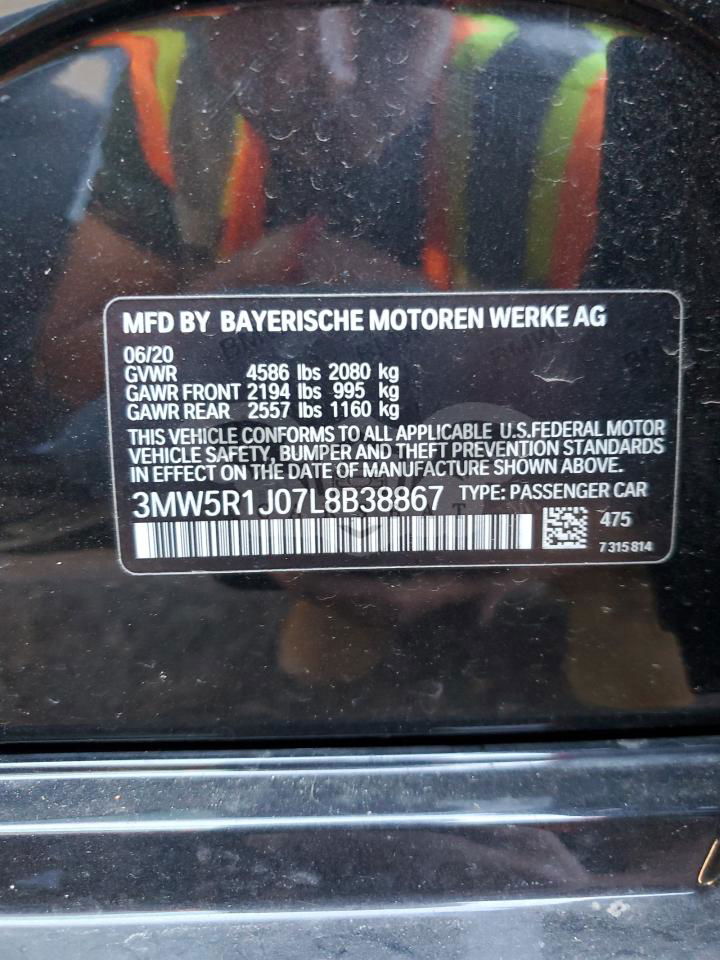 MFD BY BAYERISCHE MOTOREN WERKE AG
06/20
GVWR 4586 lbs 2080 kg
GAWR FRONT 2194 lbs 995 kg
GAWR REAR 2557 lbs 1160 kg
THIS VEHICLE CONFORMS TO ALL APPLICABLE U.S.FEDERAL MOTOR
VEHICLE SAFETY, BUMPER AND THEFT PREVENTION STANDARDS
IN EFFECT ON THE DATE OF MANUFACTURE SHOWN ABOVE.
3MW5R1J07L8B38867 TYPE: PASSENGER CAR
475
7315814